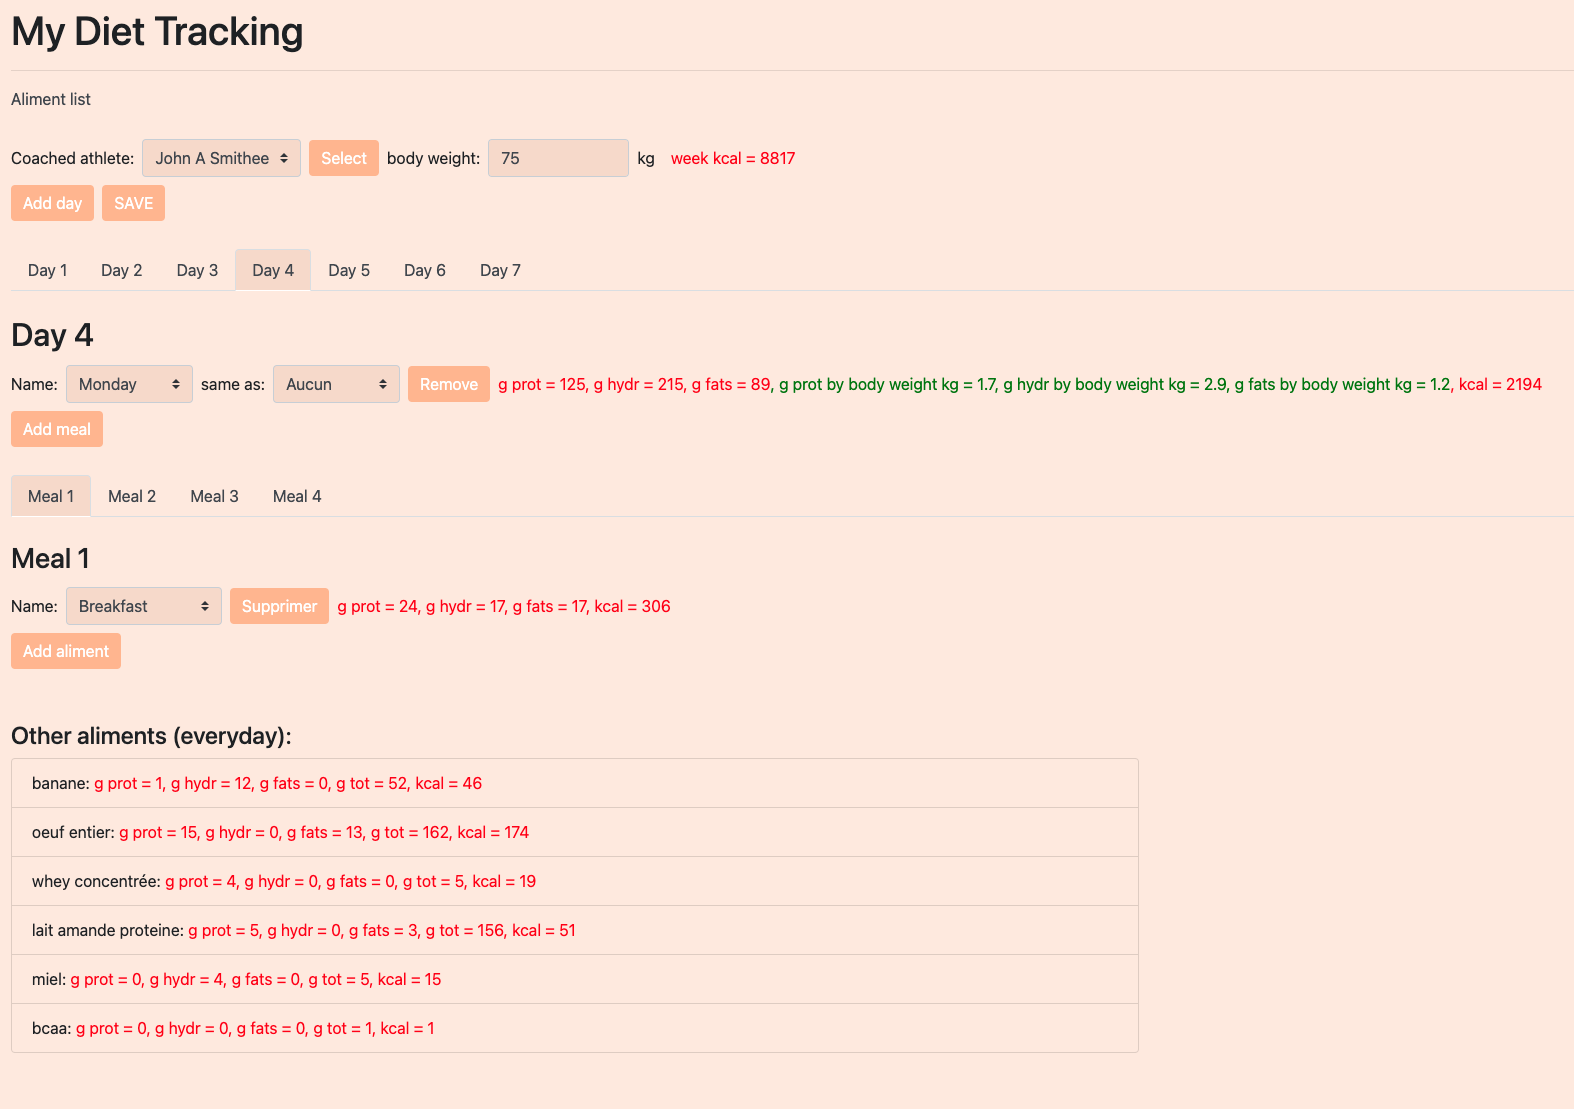 My Diet Tracking
Aliment list
Coached athlete: John A Smithee Select body weight: 75 kg week kcal = 8817
Add day SAVE
Day 1 Day 2 Day 3 Day 4 Day 5 Day 6 Day 7
Day 4
Name: Monday same as: Aucun Remove g prot = 125, g hydr = 215, g fats = 89, g prot by body weight kg = 1.7, g hydr by body weight kg = 2.9, g fats by body weight kg = 1.2, kcal = 2194
Add meal
Meal 1 Meal 2 Meal 3 Meal 4
Meal 1
Name: Breakfast Supprimer g prot = 24, g hydr = 17, g fats = 17, kcal = 306
Add aliment
Other aliments (everyday):
banane: g prot = 1, g hydr = 12, g fats = 0, g tot = 52, kcal = 46
oeuf entier: g prot = 15, g hydr = 0, g fats = 13, g tot = 162, kcal = 174
whey concentrée: g prot = 4, g hydr = 0, g fats = 0, g tot = 5, kcal = 19
lait amande proteine: g prot = 5, g hydr = 0, g fats = 3, g tot = 156, kcal = 51
miel: g prot = 0, g hydr = 4, g fats = 0, g tot = 5, kcal = 15
bcaa: g prot = 0, g hydr = 0, g fats = 0, g tot = 1, kcal = 1